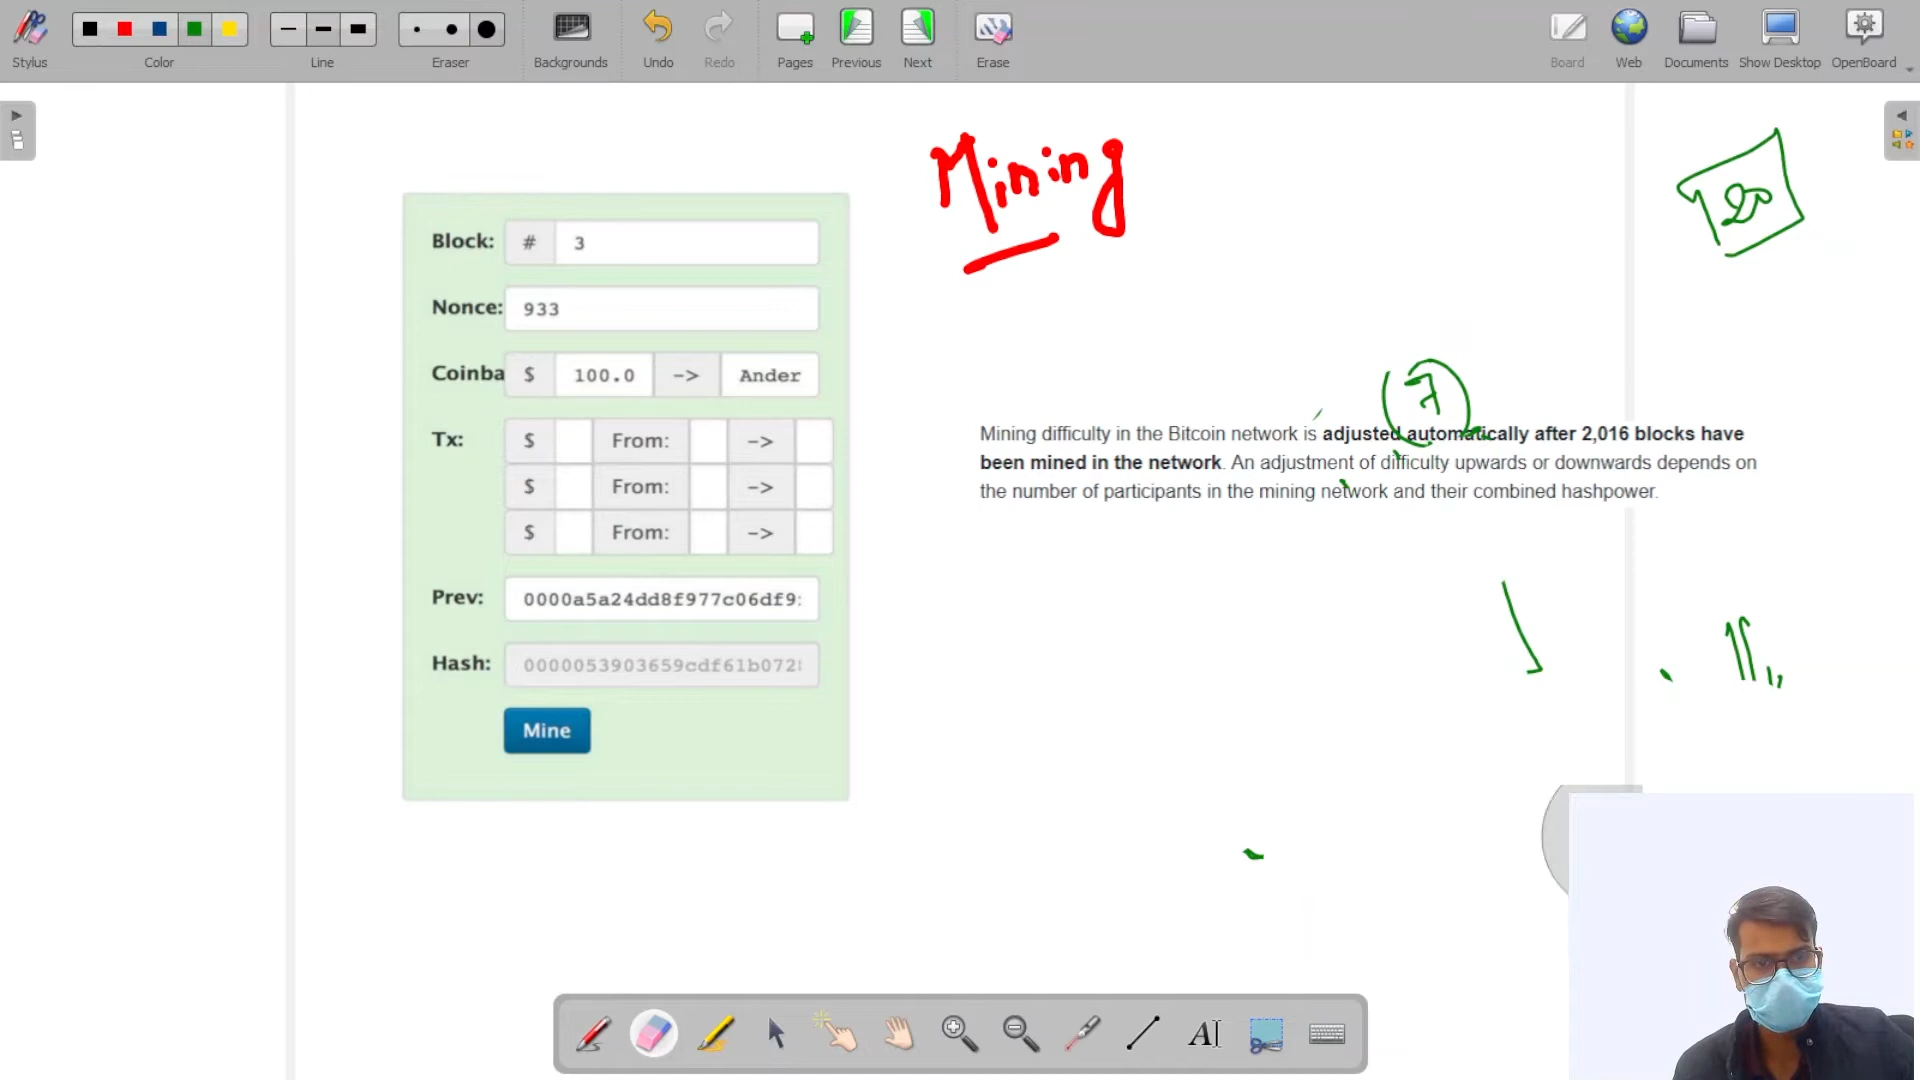 Stylus
Color
Line
Eraser
Backgrounds
Undo
Redo
Pages
Previous
Next
Erase
Board
Web
Documents
Show Desktop
OpenBoard
Mining
20
Block: # 3
Nonce: 933
Coinba $ 100.0 -> Ander
Tx: $ From: ->
$ From: ->
$ From: ->
Prev: 0000a5a24dd8f977c06df9
Hash: 0000053903659cdf61b072
Mine
7
Mining difficulty in the Bitcoin network is adjusted automatically after 2,016 blocks have
been mined in the network. An adjustment of difficulty upwards or downwards depends on
the number of participants in the mining network and their combined hashpower.